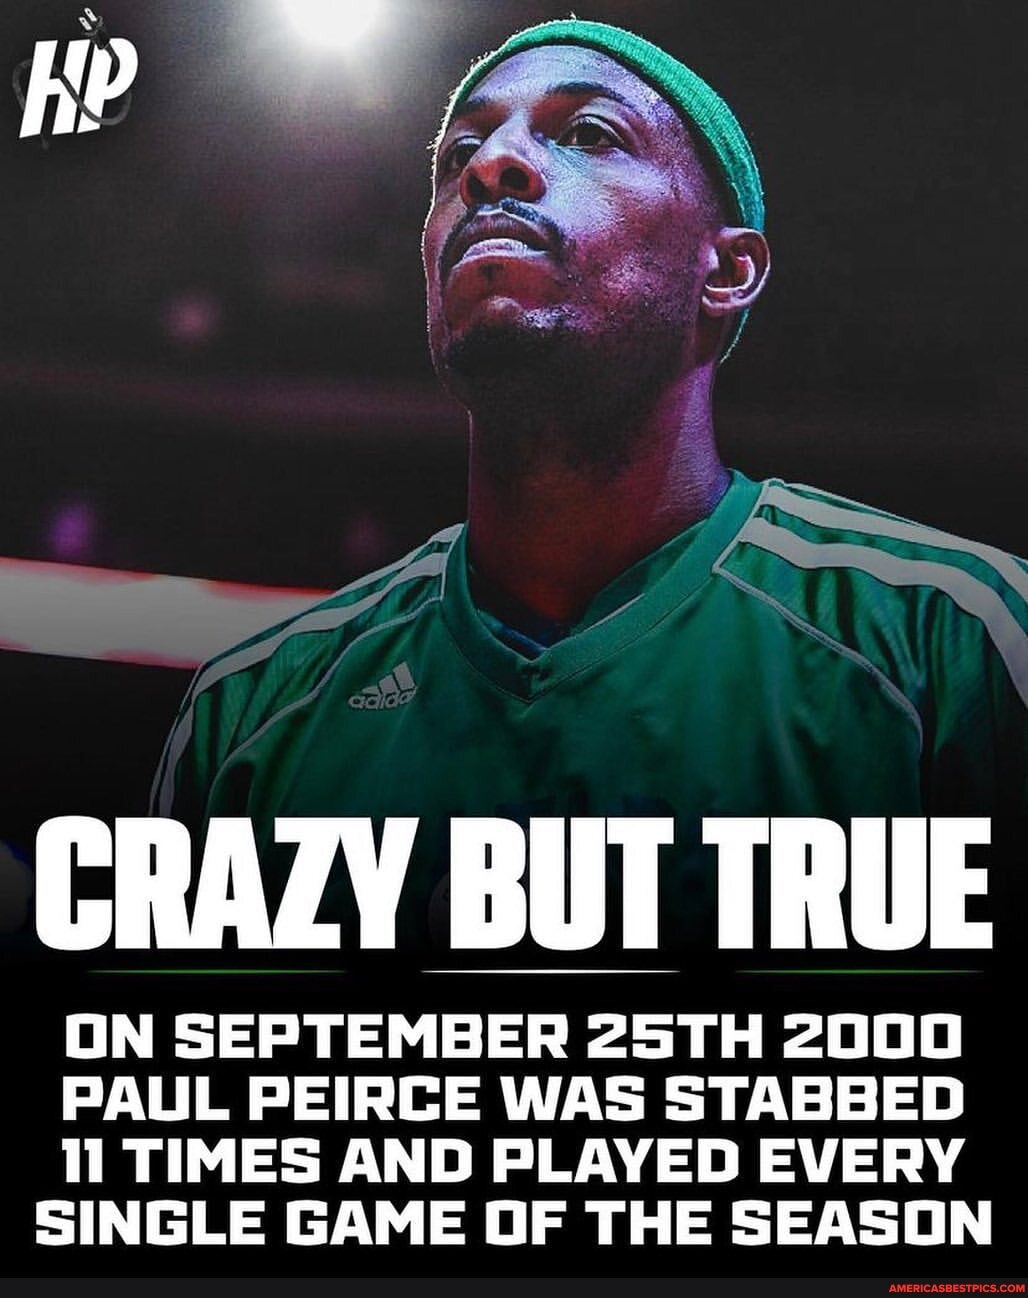 HP
adidas
CRAZY BUT TRUE
ON SEPTEMBER 25TH 2000
PAUL PEIRCE WAS STABBED
11 TIMES AND PLAYED EVERY
SINGLE GAME OF THE SEASON
AMERICASBESTPICS.COM